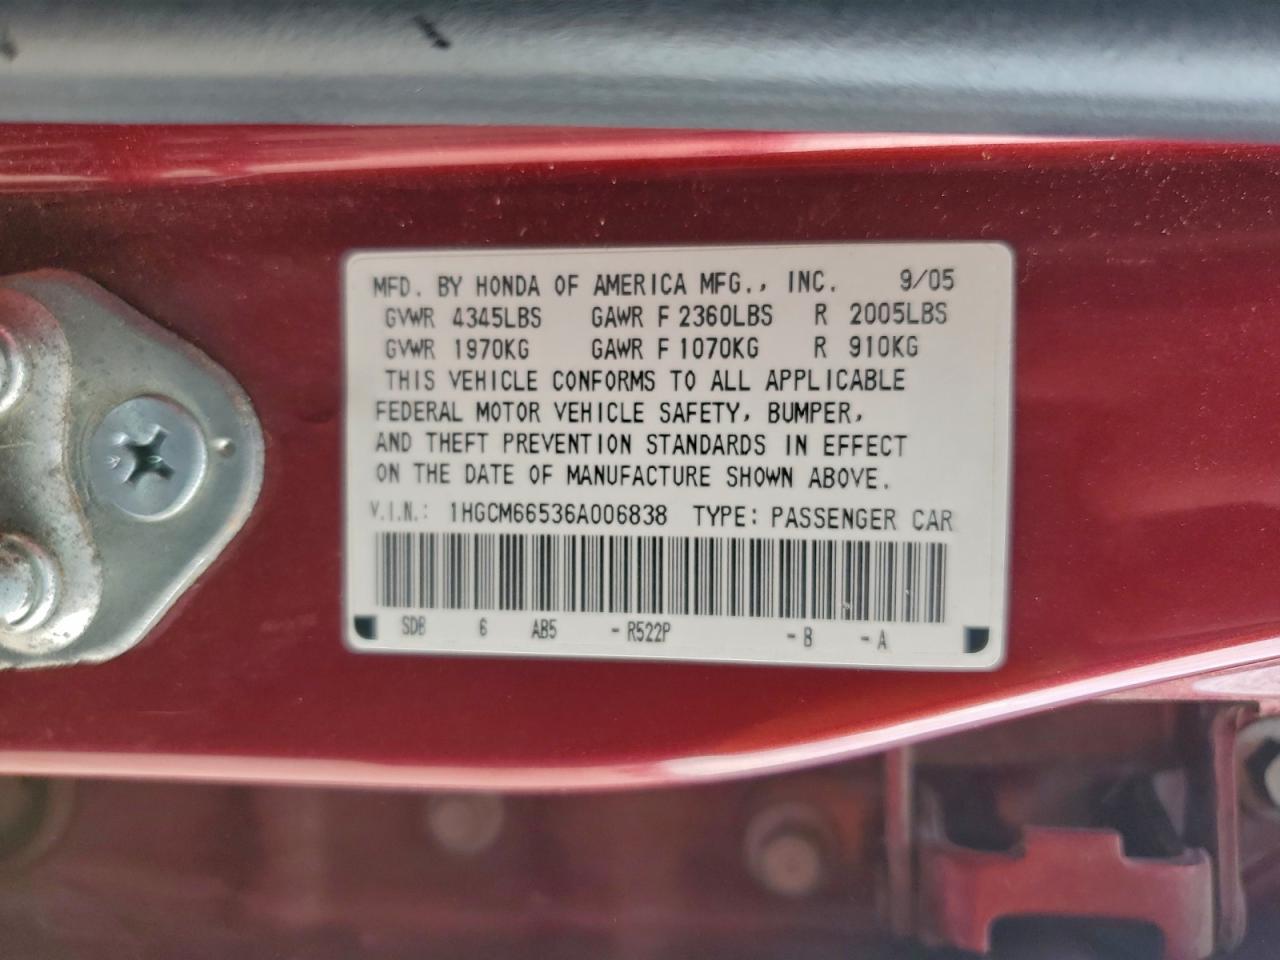 MFD. BY HONDA OF AMERICA MFG., INC. 9/05
GVWR 4345LBS GAWR F 2360LBS R 2005LBS
GVWR 1970KG GAWR F 1070KG R 910KG
THIS VEHICLE CONFORMS TO ALL APPLICABLE
FEDERAL MOTOR VEHICLE SAFETY, BUMPER,
AND THEFT PREVENTION STANDARDS IN EFFECT
ON THE DATE OF MANUFACTURE SHOWN ABOVE.
V.I.N.: 1HGCM66536A006838 TYPE: PASSENGER CAR
SDB 6 AB5 - R522P - B - A